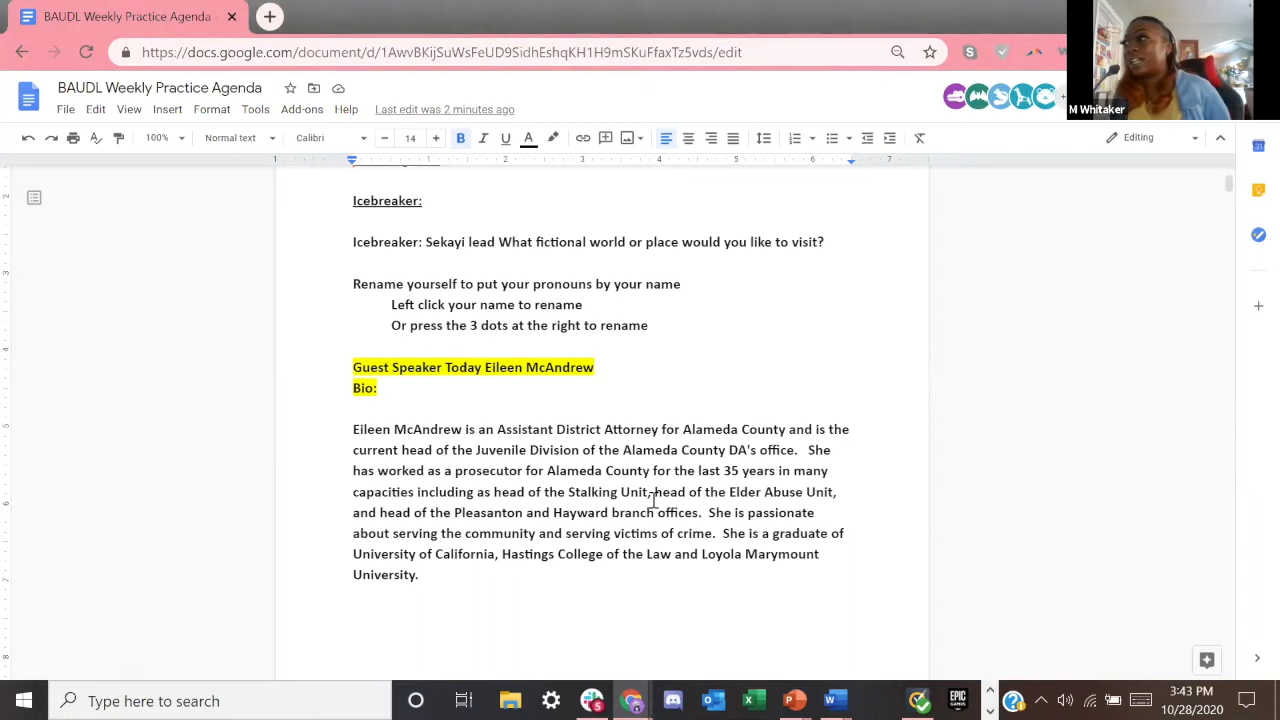 BAUDL Weekly Practice Agenda
https://docs.google.com/document/d/1AwvBKijSuWsFeUD9SidhEshqKH1H9mSKuFfaxTz5vds/edit
BAUDL Weekly Practice Agenda
File Edit View Insert Format Tools Add-ons Help Last edit was 2 minutes ago
M Whitaker
100% Normal text Calibri 14 B I U A Editing
1 1 2 3 4 5 6 7
Icebreaker:
Icebreaker: Sekayi lead What fictional world or place would you like to visit?
Rename yourself to put your pronouns by your name
Left click your name to rename
Or press the 3 dots at the right to rename
Guest Speaker Today Eileen McAndrew
Bio:
Eileen McAndrew is an Assistant District Attorney for Alameda County and is the
current head of the Juvenile Division of the Alameda County DA's office. She
has worked as a prosecutor for Alameda County for the last 35 years in many
capacities including as head of the Stalking Unit, head of the Elder Abuse Unit,
and head of the Pleasanton and Hayward branch offices. She is passionate
about serving the community and serving victims of crime. She is a graduate of
University of California, Hastings College of the Law and Loyola Marymount
University.
Type here to search
3:43 PM
10/28/2020